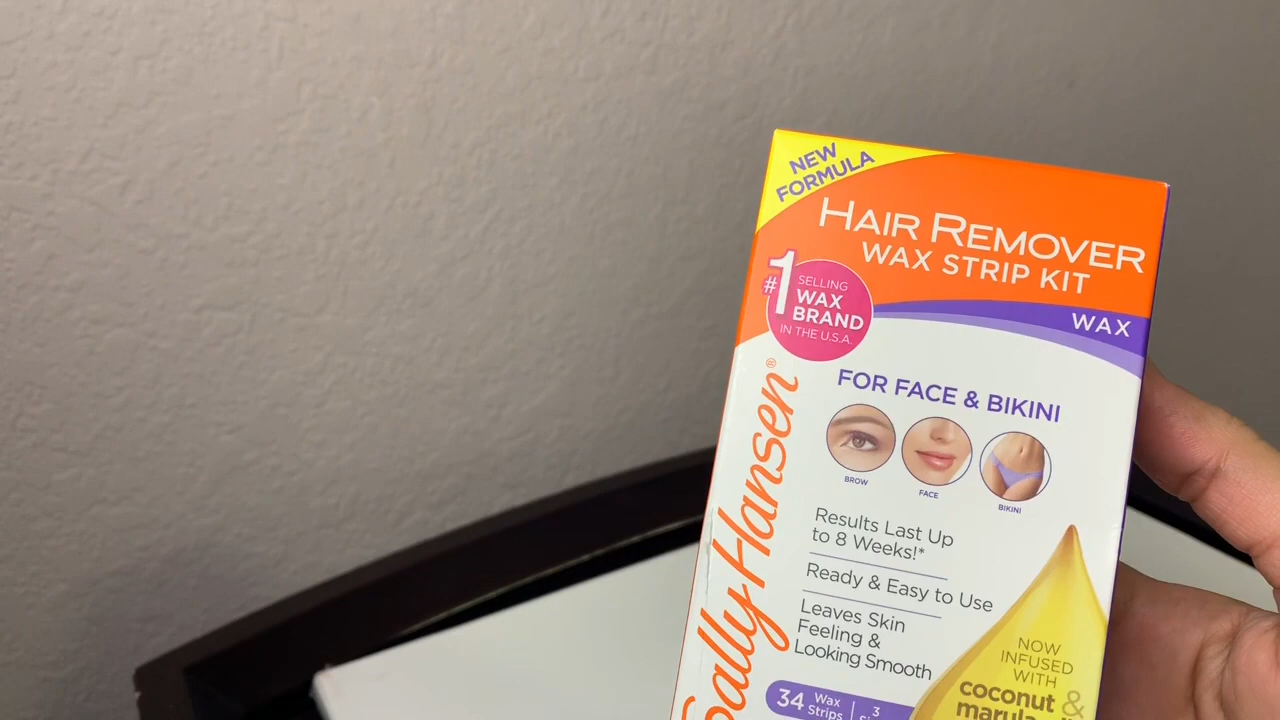 NEW
FORMULA
HAIR REMOVER
WAX STRIP KIT
WAX
#1
SELLING
WAX
BRAND
IN THE U.S.A.
Sally Hansen®
FOR FACE & BIKINI
BROW
FACE
BIKINI
Results Last Up
to 8 Weeks!*
Ready & Easy to Use
Leaves Skin
Feeling &
Looking Smooth
34 Wax
Strips
3
NOW
INFUSED
WITH
coconut &